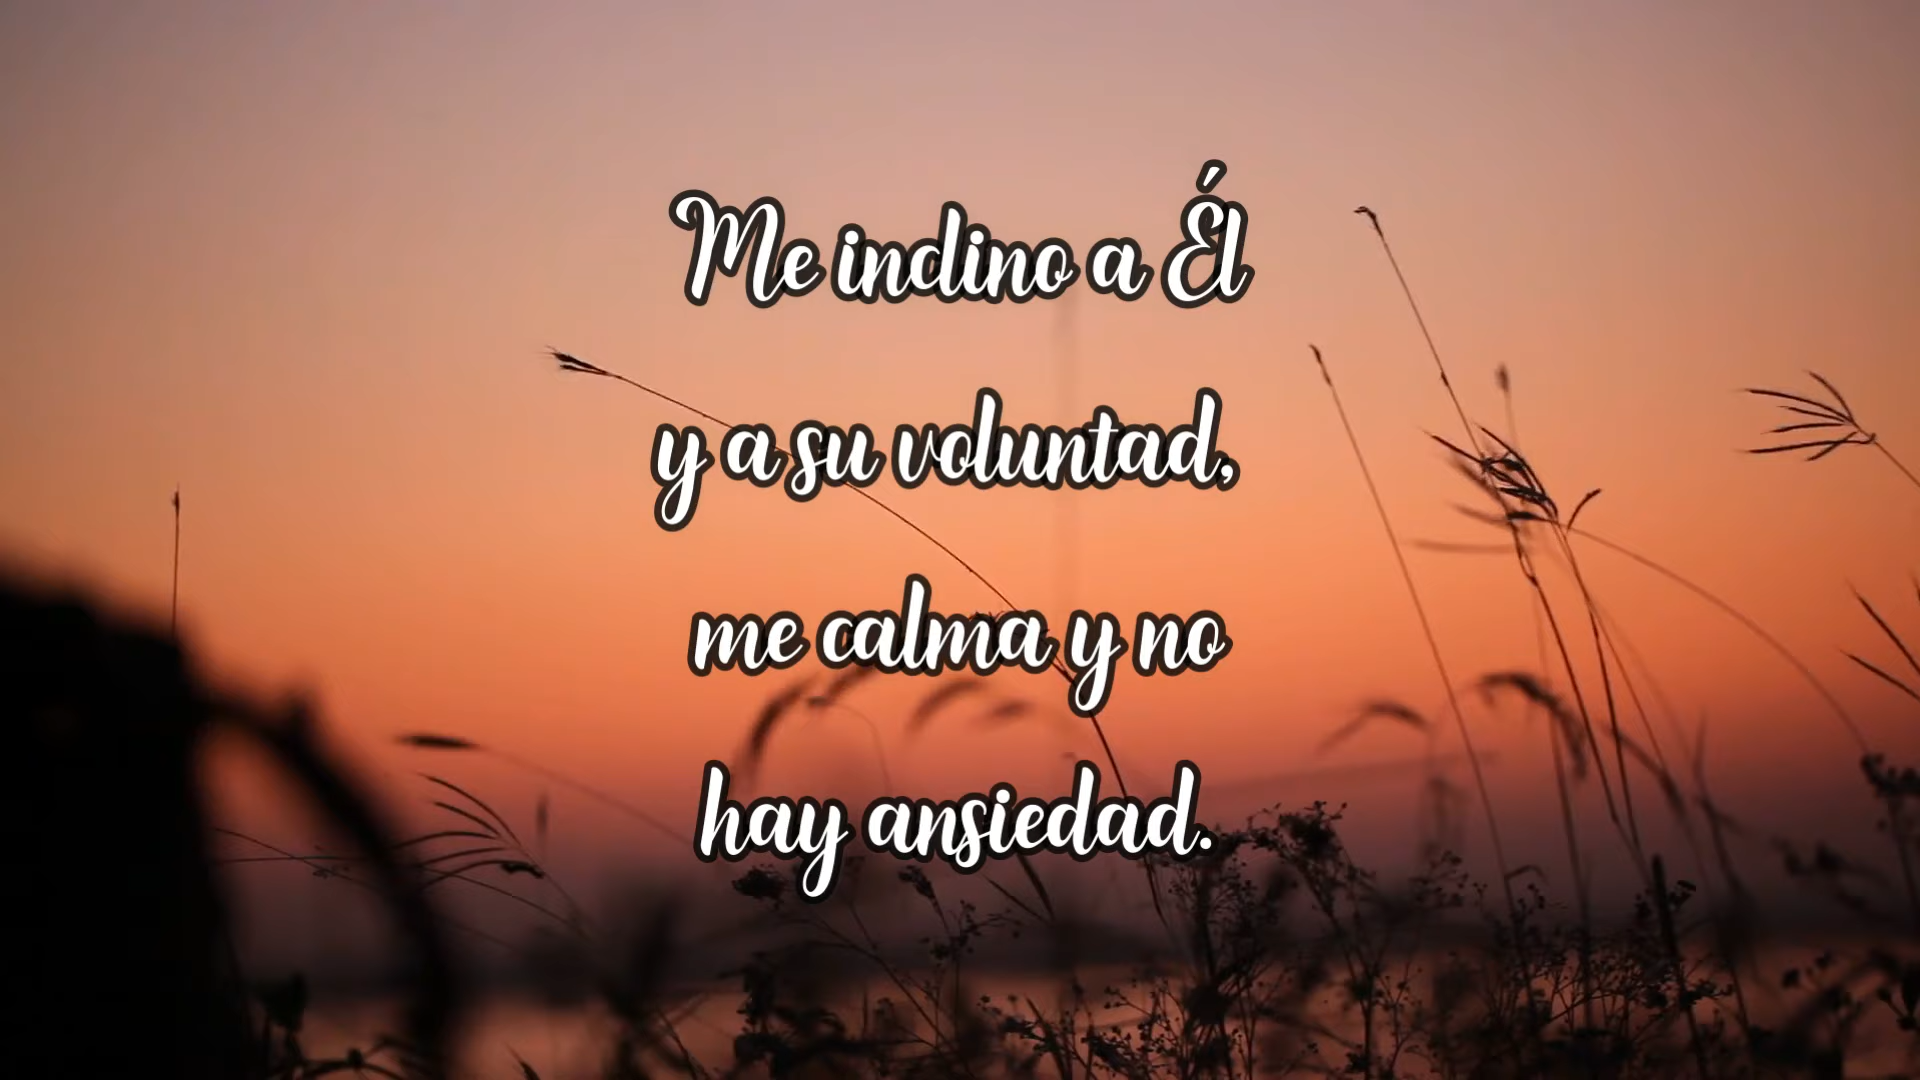 Me inclino a Él
y a su voluntad,
me calma y no
hay ansiedad.